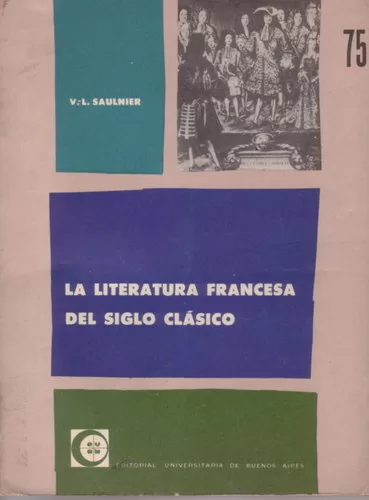 75
V.-L. SAULNIER
LA LITERATURA FRANCESA
DEL SIGLO CLÁSICO
EDITORIAL UNIVERSITARIA DE BUENOS AIRES